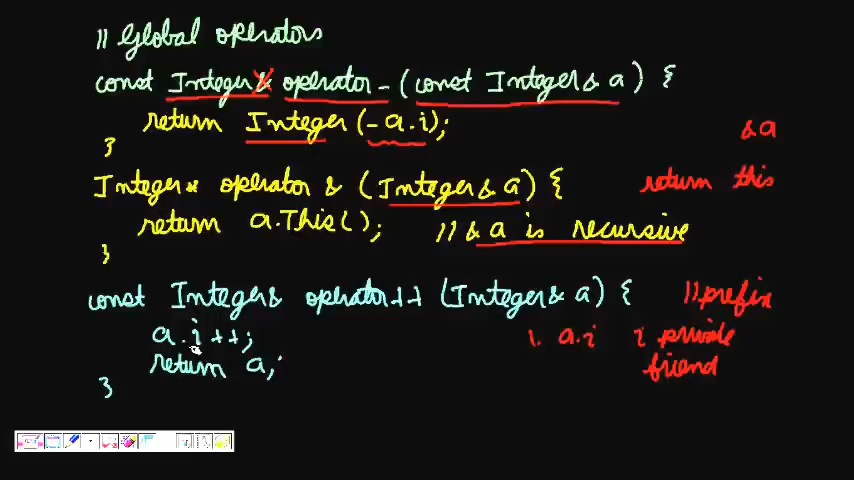 // Global operators
const Integer& operator - (const Integer& a) {
return Integer (- a.i);
}
&a
Integer* operator & (Integer& a) {
return this
return a.This(); // & a is recursive
}
const Integer& operator++ (Integer& a) { // prefix
a.i++;
1. a.i i private
return a;
friend
}